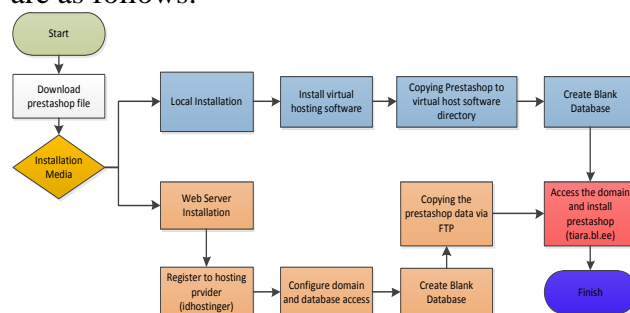 are as follows:
Start
Download
prestashop file
Installation
Media
Local Installation
Install virtual
hosting software
Copying Prestashop to
virtual host software
directory
Create Blank
Database
Web Server
Installation
Register to hosting
prvider
(idhostinger)
Configure domain
and database access
Create Blank
Database
Copying the
prestashop data via
FTP
Access the domain
and install
prestashop
(tiara.bl.ee)
Finish